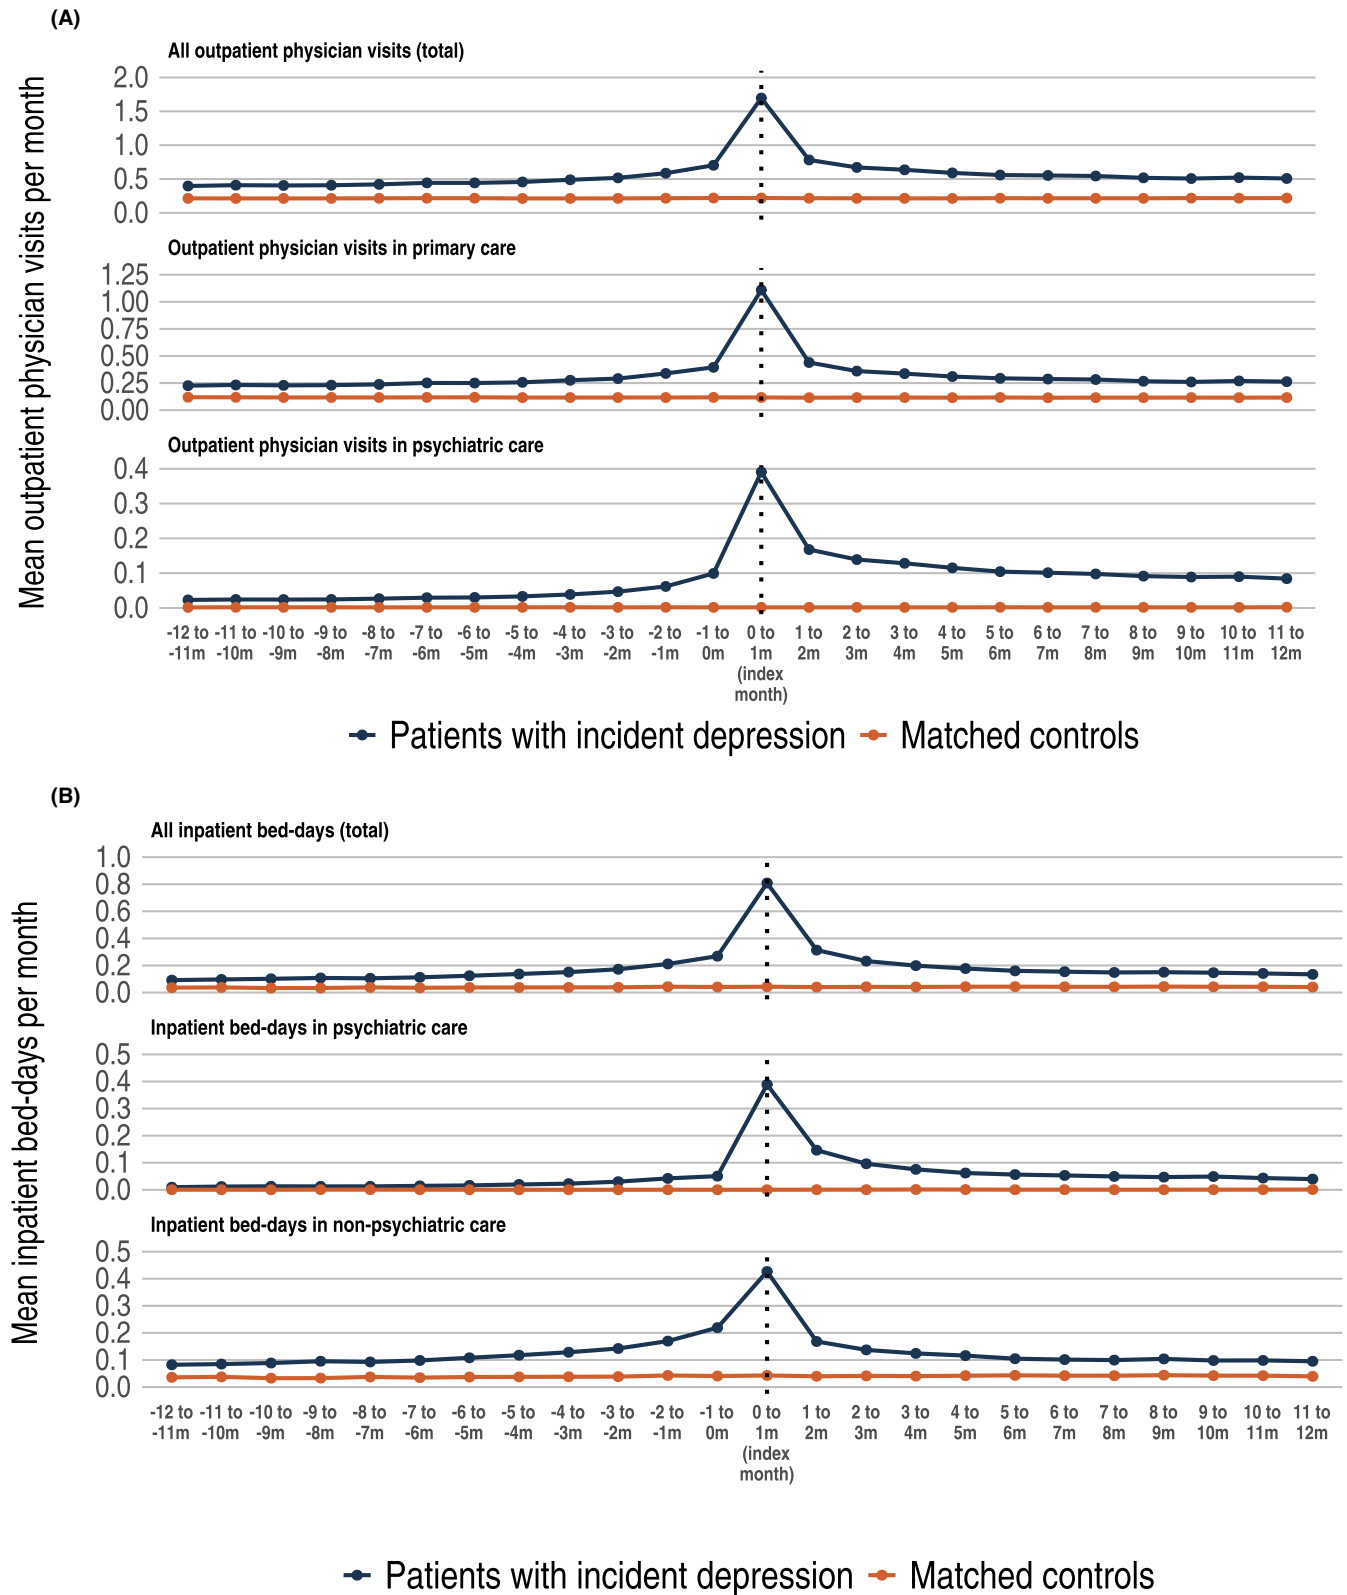 (A)
All outpatient physician visits (total)
Mean outpatient physician visits per month
2.0
1.5
1.0
0.5
0.0
Outpatient physician visits in primary care
1.25
1.00
0.75
0.50
0.25
0.00
Outpatient physician visits in psychiatric care
0.4
0.3
0.2
0.1
0.0
-12 to -11 to -10 to -9 to -8 to -7 to -6 to -5 to -4 to -3 to -2 to -1 to 0 to 1 to 2 to 3 to 4 to 5 to 6 to 7 to 8 to 9 to 10 to 11 to
-11m -10m -9m -8m -7m -6m -5m -4m -3m -2m -1m 0m 1m 2m 3m 4m 5m 6m 7m 8m 9m 10m 11m 12m
(index
month)
Patients with incident depression Matched controls
(B)
All inpatient bed-days (total)
Mean inpatient bed-days per month
1.0
0.8
0.6
0.4
0.2
0.0
Inpatient bed-days in psychiatric care
0.5
0.4
0.3
0.2
0.1
0.0
Inpatient bed-days in non-psychiatric care
0.5
0.4
0.3
0.2
0.1
0.0
-12 to -11 to -10 to -9 to -8 to -7 to -6 to -5 to -4 to -3 to -2 to -1 to 0 to 1 to 2 to 3 to 4 to 5 to 6 to 7 to 8 to 9 to 10 to 11 to
-11m -10m -9m -8m -7m -6m -5m -4m -3m -2m -1m 0m 1m 2m 3m 4m 5m 6m 7m 8m 9m 10m 11m 12m
(index
month)
Patients with incident depression Matched controls